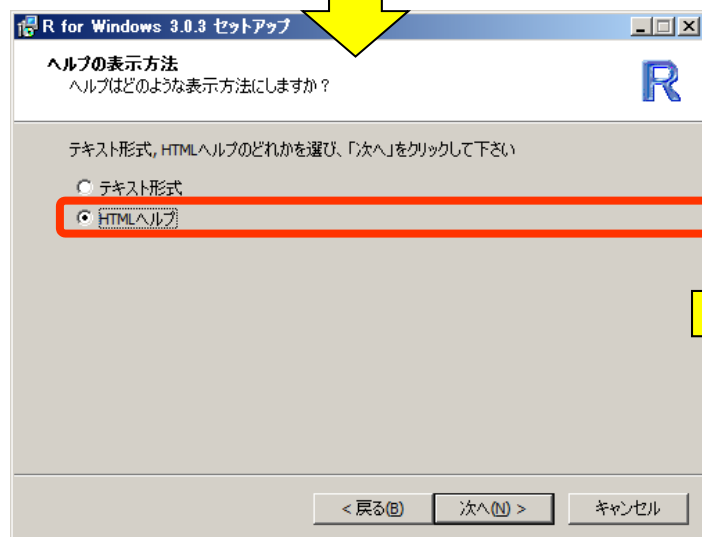 R for Windows 3.0.3 セットアップ
ヘルプの表示方法
ヘルプはどのような表示方法にしますか？
R
テキスト形式, HTMLヘルプのどれかを選び、「次へ」をクリックして下さい
テキスト形式
HTMLヘルプ
< 戻る(B) 次へ(N) > キャンセル